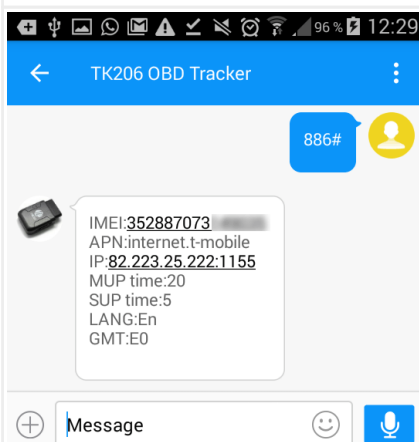 96 % 12:29
TK206 OBD Tracker
886#
IMEI:352887073
APN:internet.t-mobile
IP:82.223.25.222:1155
MUP time:20
SUP time:5
LANG:En
GMT:E0
Message